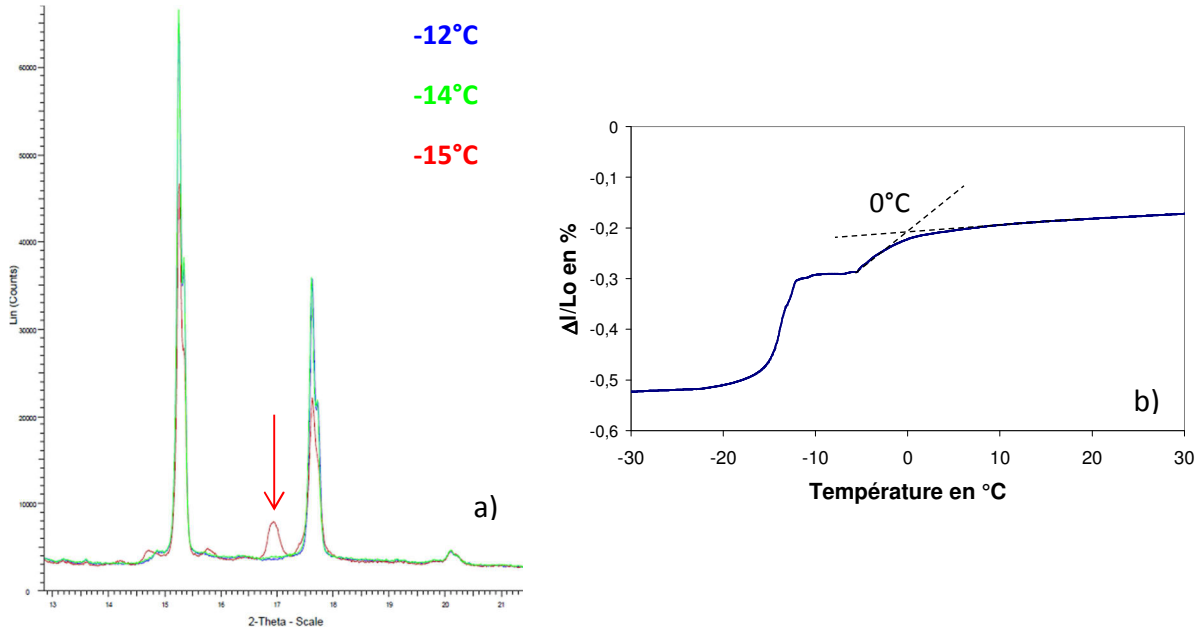 -12°C
-14°C
-15°C
Lin (Counts)
60000
50000
40000
30000
20000
10000
0
13 14 15 16 17 18 19 20 21
2-Theta - Scale
a)
0
-0,1
-0,2
-0,3
-0,4
-0,5
-0,6
Δl/Lo en %
0°C
b)
-30 -20 -10 0 10 20 30
Température en °C